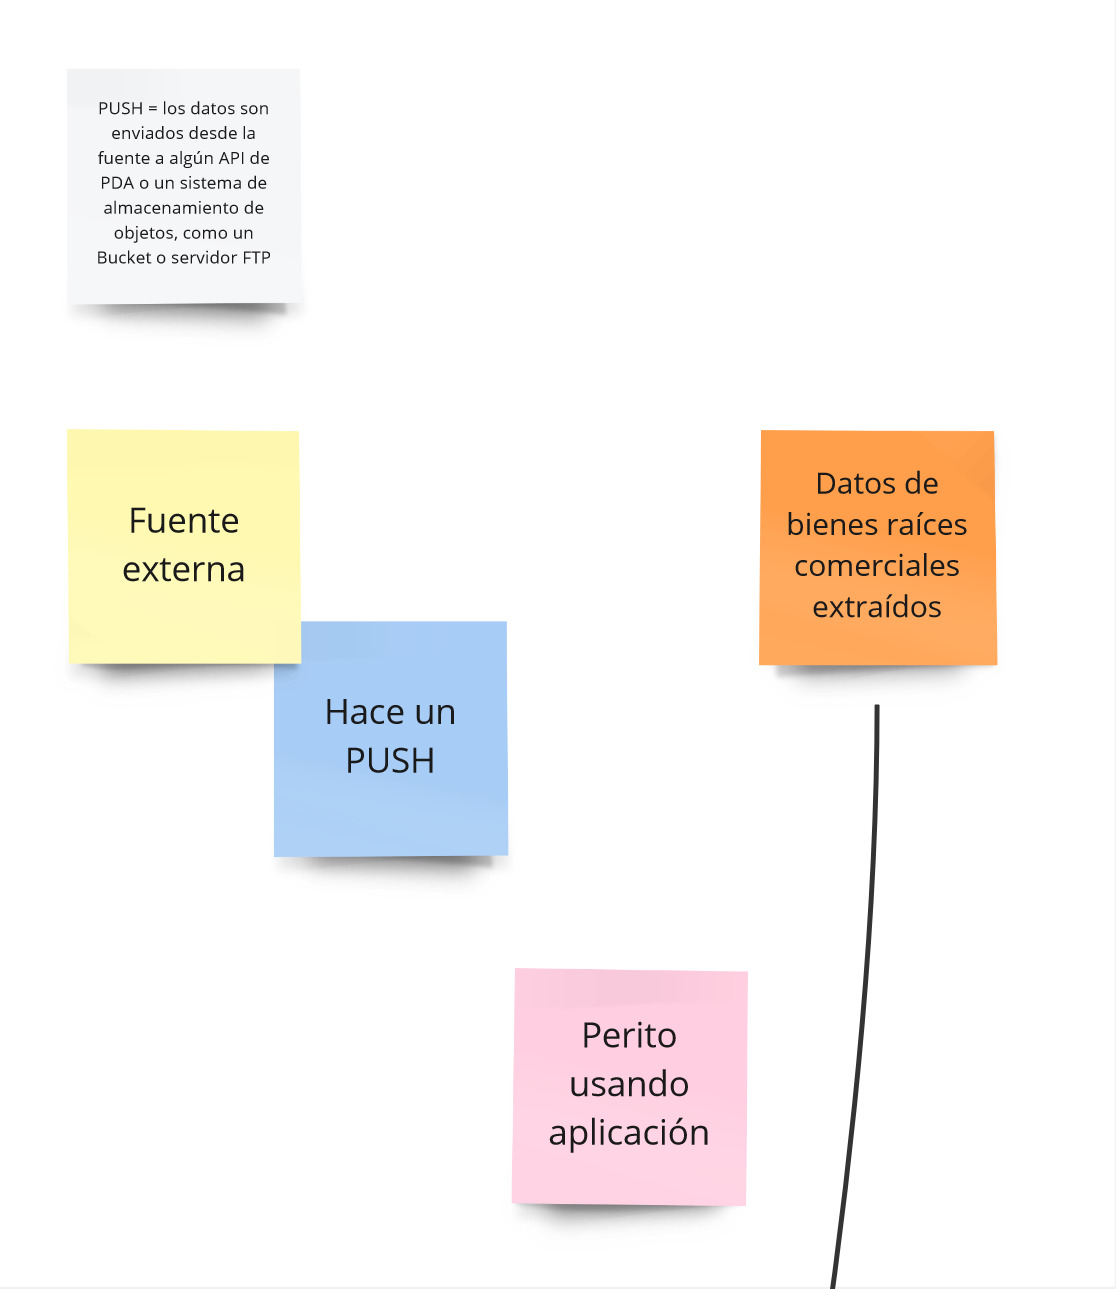 PUSH = los datos son
enviados desde la
fuente a algún API de
PDA o un sistema de
almacenamiento de
objetos, como un
Bucket o servidor FTP
Fuente
externa
Datos de
bienes raíces
comerciales
extraídos
Hace un
PUSH
Perito
usando
aplicación